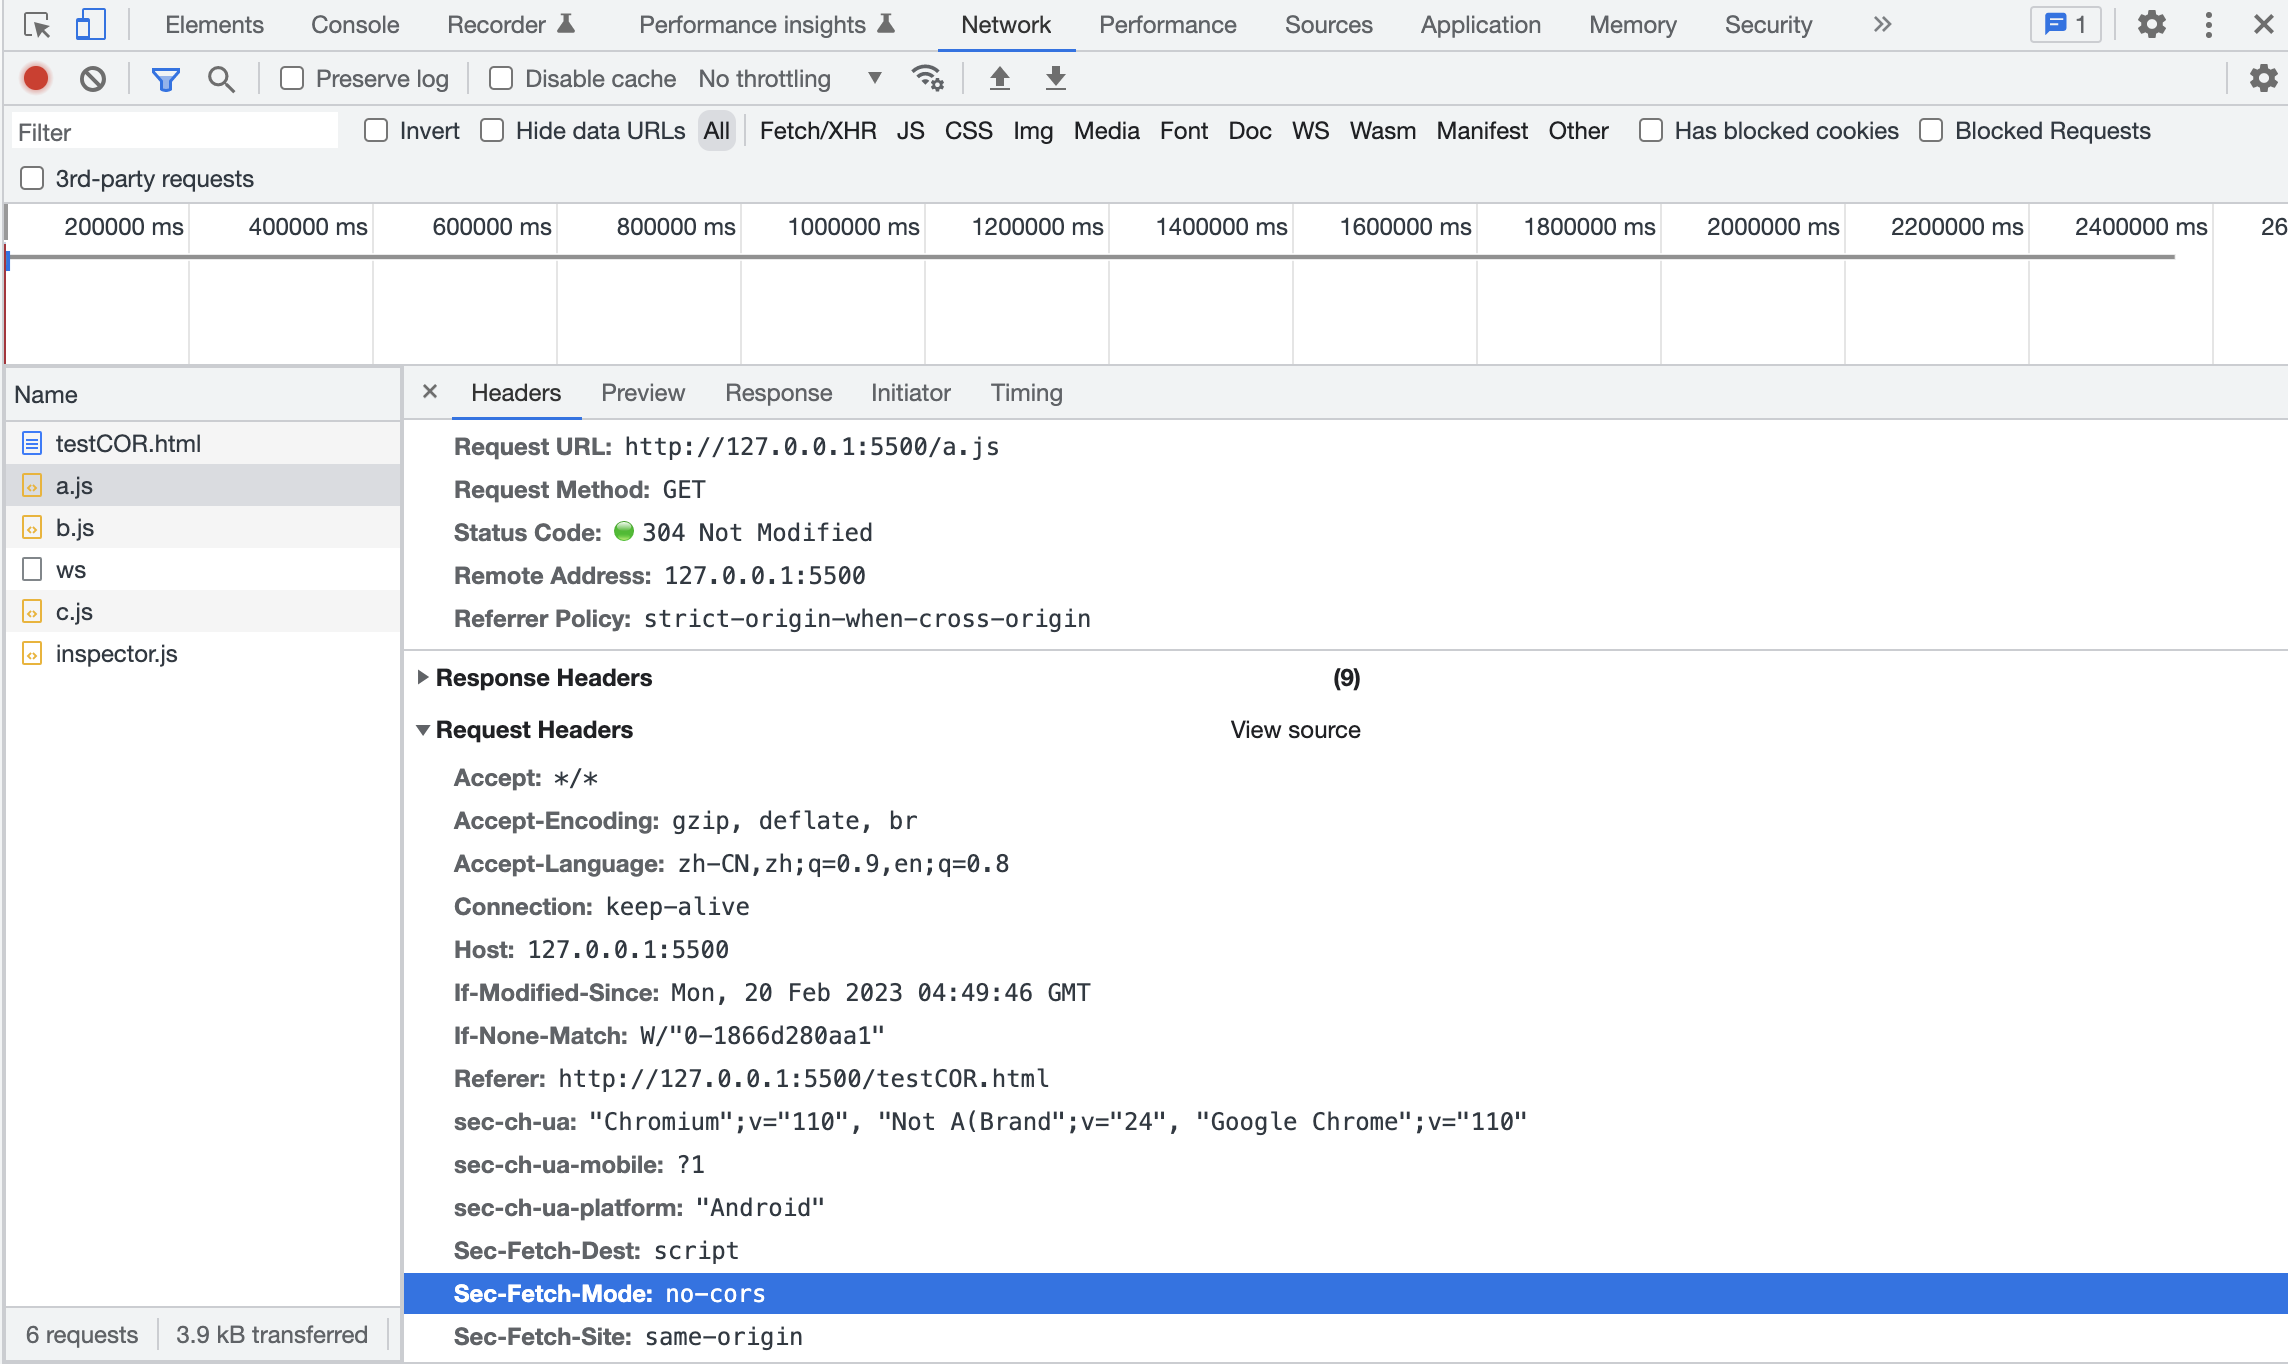 Elements Console Recorder Performance insights Network Performance Sources Application Memory Security 1
Preserve log Disable cache No throttling
Filter Invert Hide data URLs All Fetch/XHR JS CSS Img Media Font Doc WS Wasm Manifest Other Has blocked cookies Blocked Requests
3rd-party requests
200000 ms 400000 ms 600000 ms 800000 ms 1000000 ms 1200000 ms 1400000 ms 1600000 ms 1800000 ms 2000000 ms 2200000 ms 2400000 ms 26
Name
testCOR.html
a.js
b.js
ws
c.js
inspector.js
6 requests 3.9 kB transferred
Headers Preview Response Initiator Timing
Request URL: http://127.0.0.1:5500/a.js
Request Method: GET
Status Code: 304 Not Modified
Remote Address: 127.0.0.1:5500
Referrer Policy: strict-origin-when-cross-origin
Response Headers (9)
Request Headers View source
Accept: */*
Accept-Encoding: gzip, deflate, br
Accept-Language: zh-CN,zh;q=0.9,en;q=0.8
Connection: keep-alive
Host: 127.0.0.1:5500
If-Modified-Since: Mon, 20 Feb 2023 04:49:46 GMT
If-None-Match: W/"0-1866d280aa1"
Referer: http://127.0.0.1:5500/testCOR.html
sec-ch-ua: "Chromium";v="110", "Not A(Brand";v="24", "Google Chrome";v="110"
sec-ch-ua-mobile: ?1
sec-ch-ua-platform: "Android"
Sec-Fetch-Dest: script
Sec-Fetch-Mode: no-cors
Sec-Fetch-Site: same-origin